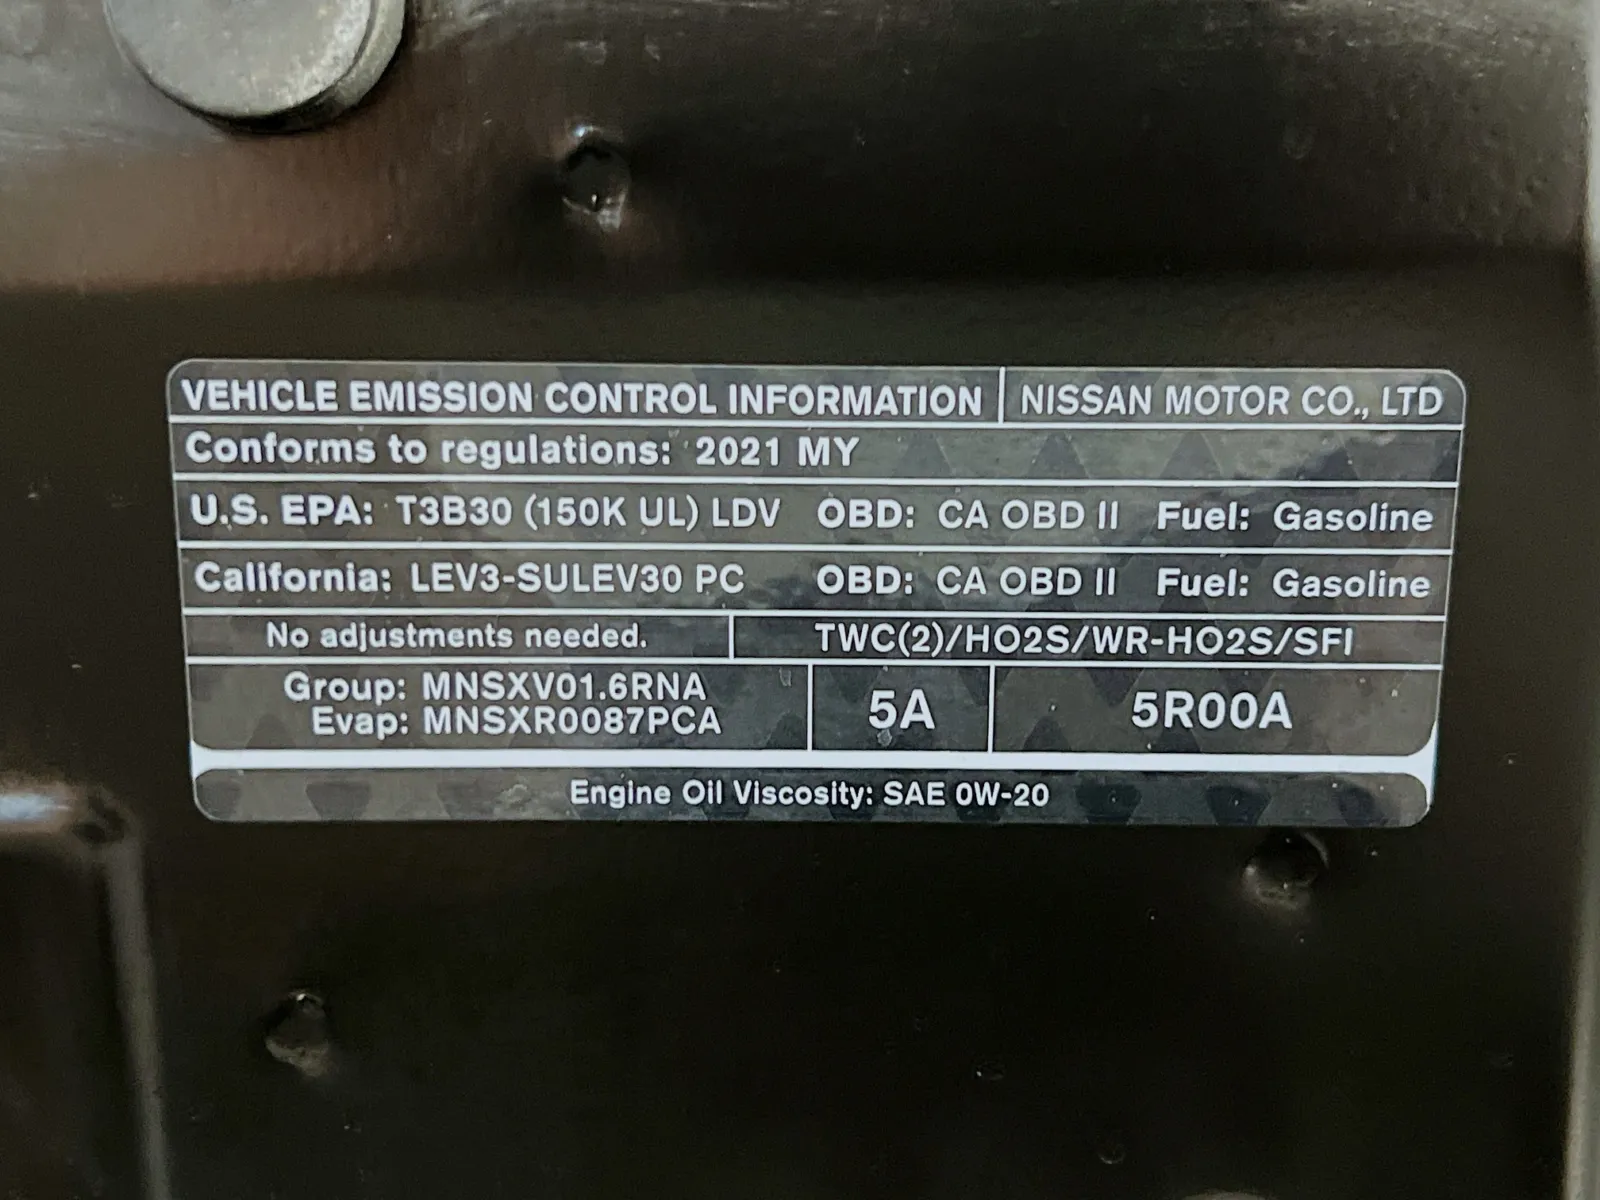 VEHICLE EMISSION CONTROL INFORMATION NISSAN MOTOR CO., LTD
Conforms to regulations: 2021 MY
U.S. EPA: T3B30 (150K UL) LDV OBD: CA OBD II Fuel: Gasoline
California: LEV3-SULEV30 PC OBD: CA OBD II Fuel: Gasoline
No adjustments needed. TWC(2)/HO2S/WR-HO2S/SFI
Group: MNSXV01.6RNA
Evap: MNSXR0087PCA
5A
5R00A
Engine Oil Viscosity: SAE 0W-20